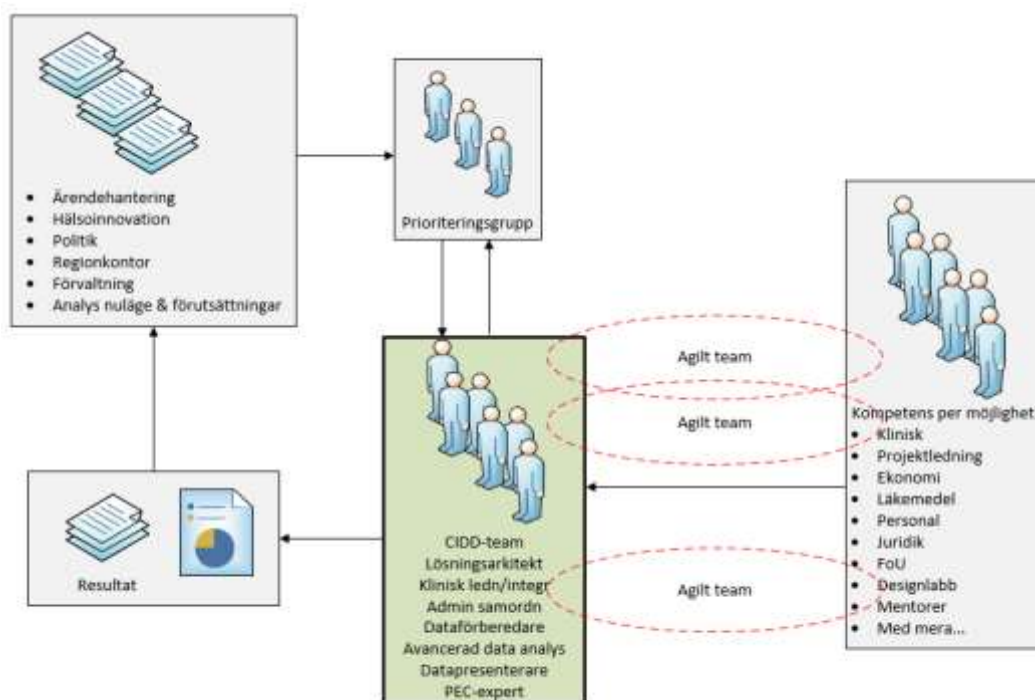 • Ärendehantering
• Hälsoinnovation
• Politik
• Regionkontor
• Förvaltning
• Analys nuläge & förutsättningar
Prioriteringsgrupp
Agilt team
Agilt team
Agilt team
Kompetens per möjlighet
• Klinisk
• Projektledning
• Ekonomi
• Läkemedel
• Personal
• Juridik
• FoU
• Designlabb
• Mentorer
• Med mera...
CIDD-team
Lösningsarkitekt
Klinisk ledn/integr
Admin samordn
Dataförberedare
Avancerad data analys
Datapresenterare
PEC-expert
Resultat